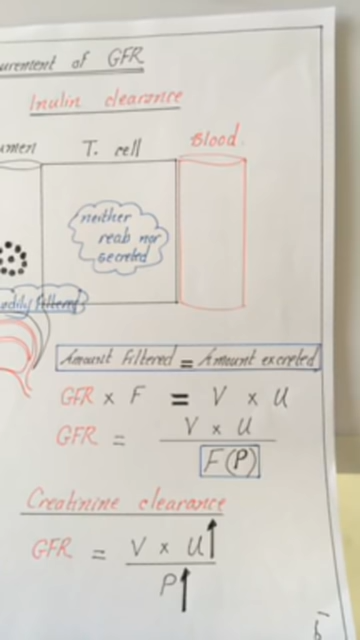 urement of GFR
Inulin clearance
umen T. cell Blood
neither
reab nor
secreted
adily filtered
Amount Filtered = Amount excreted
GFR x F = V x U
GFR = V x U
F(P)
Creatinine clearance
GFR = V x U↑
P↑